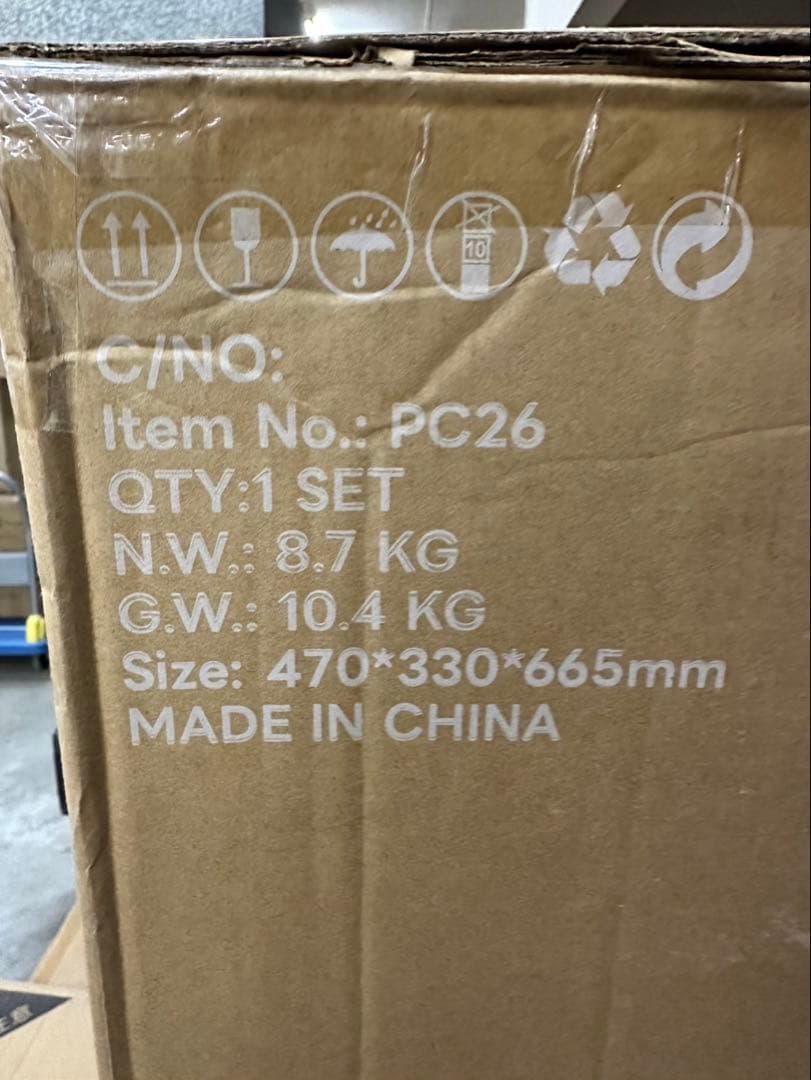 10
C/NO:
Item No.: PC26
QTY:1 SET
N.W.: 8.7 KG
G.W.: 10.4 KG
Size: 470*330*665mm
MADE IN CHINA